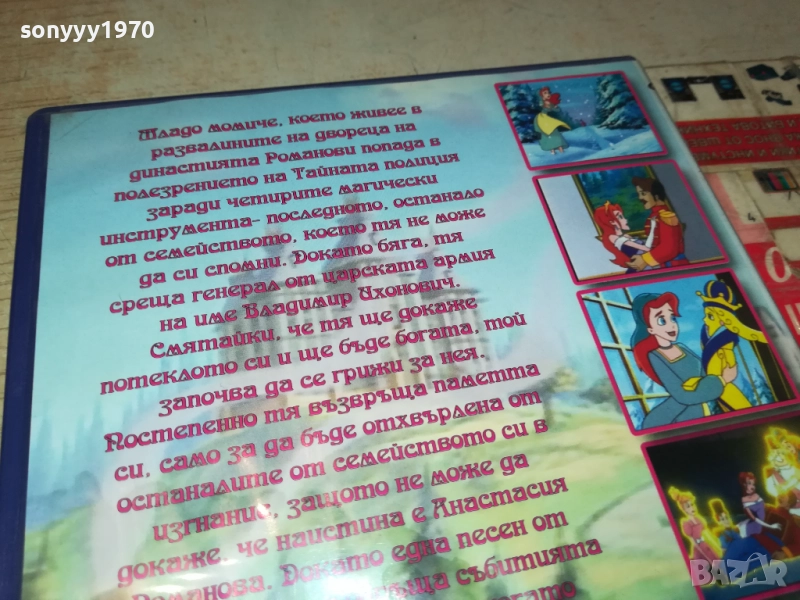 sonyyy1970
Младо момиче, което живее в
развалините на двореца на
династията Романови попада в
полезрението на Тайната полиция
заради четирите магически
инструмента- последното, останало
от семейството, което тя не може
да си спомни. Докато бяга, тя
среща генерал от царската армия
на име Владимир Ихонович.
Смятайки, че тя ще докаже
потеклото си и ще бъде богата, той
започва да се грижи за нея.
Постепенно тя възвръща паметта
си, само за да бъде отхвърлена от
останалите от семейството си в
изгнание, защото не може да
докаже, че наистина е Анастасия
Романова. Докато една песен от
събитията
BAZAR